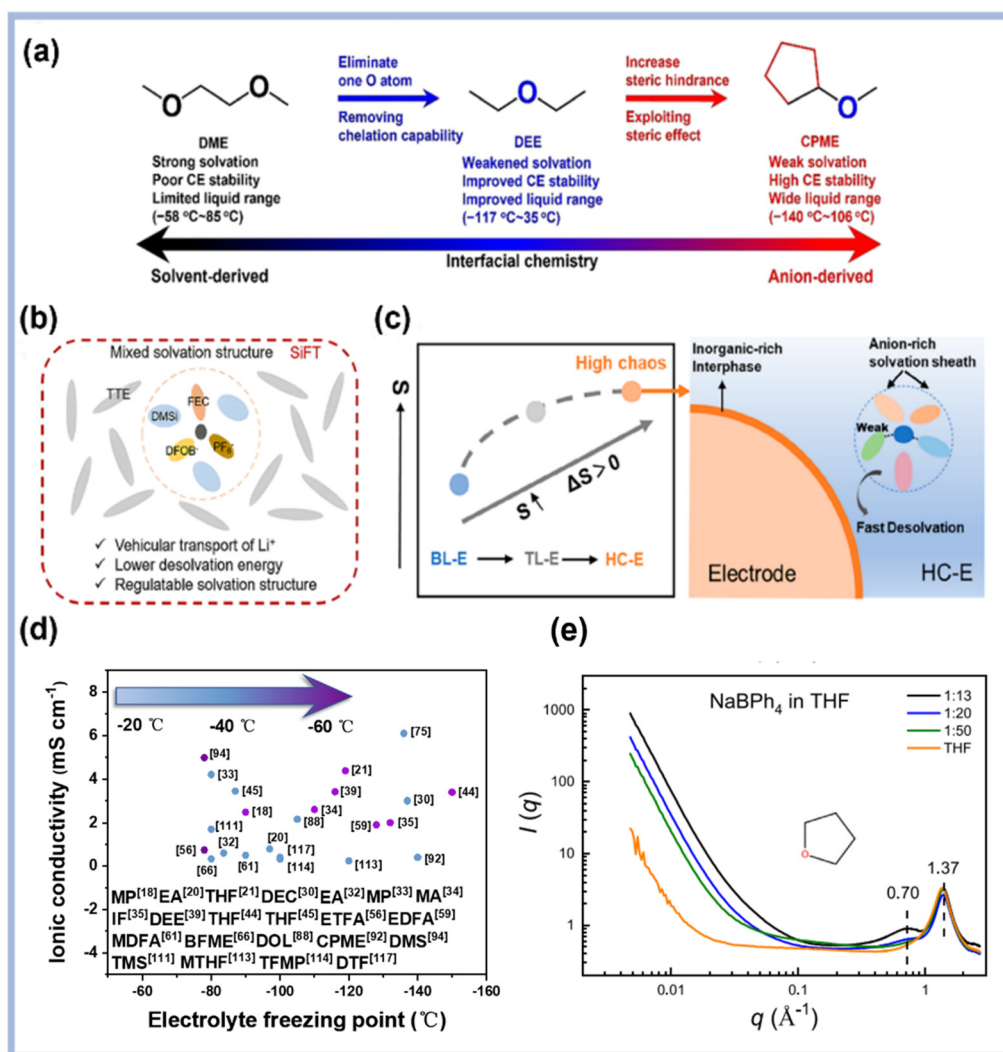 (a)
Eliminate
one O atom
Removing
chelation capability
Increase
steric hindrance
Exploiting
steric effect
O
O
O
O
DME
Strong solvation
Poor CE stability
Limited liquid range
(−58 °C~85 °C)
DEE
Weakened solvation
Improved CE stability
Improved liquid range
(−117 °C~35 °C)
CPME
Weak solvation
High CE stability
Wide liquid range
(−140 °C~106 °C)
Solvent-derived
Interfacial chemistry
Anion-derived
(b)
Mixed solvation structure SiFT
TTE
FEC
DMSi
DFOB⁻
PF₆⁻
✓ Vehicular transport of Li⁺
✓ Lower desolvation energy
✓ Regulatable solvation structure
(c)
S
High chaos
S↑
ΔS > 0
BL-E
TL-E
HC-E
Inorganic-rich
Interphase
Anion-rich
solvation sheath
Weak
Fast Desolvation
Electrode
HC-E
(d)
Ionic conductivity (mS cm⁻¹)
8
6
4
2
0
-2
-4
-20 ℃
-40 ℃
-60 ℃
[75]
[94]
[33]
[21]
[45]
[39]
[44]
[18]
[34]
[30]
[111]
[88]
[59]
[35]
[56]
[32]
[20]
[117]
[66]
[61]
[114]
[113]
[92]
MP[18]EA[20]THF[21]DEC[30]EA[32]MP[33]MA[34]
IF[35]DEE[39]THF[44]THF[45]ETFA[56]EDFA[59]
MDFA[61]BFME[66]DOL[88]CPME[92]DMS[94]
TMS[111]MTHF[113]TFMP[114]DTF[117]
-60
-80
-100
-120
-140
-160
Electrolyte freezing point (℃)
(e)
NaBPh₄ in THF
1:13
1:20
1:50
THF
I (q)
1000
100
10
1
O
0.70
1.37
0.01
0.1
1
q (Å⁻¹)